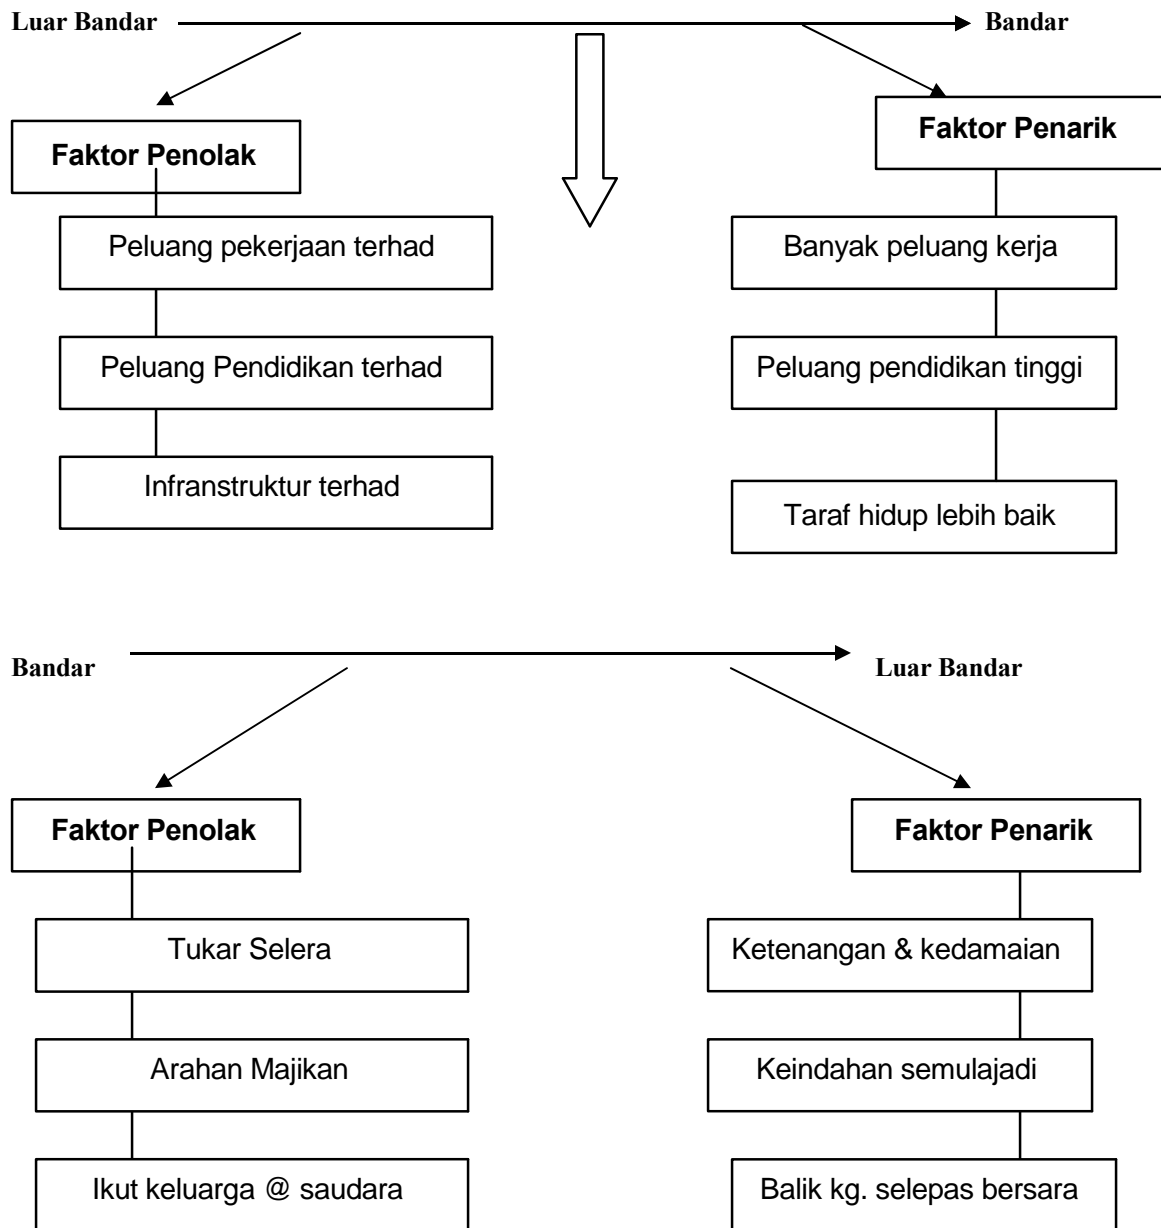 Luar Bandar
Bandar
Faktor Penolak
Faktor Penarik
Peluang pekerjaan terhad
Banyak peluang kerja
Peluang Pendidikan terhad
Peluang pendidikan tinggi
Infranstruktur terhad
Taraf hidup lebih baik
Bandar
Luar Bandar
Faktor Penolak
Faktor Penarik
Tukar Selera
Ketenangan & kedamaian
Arahan Majikan
Keindahan semulajadi
Ikut keluarga @ saudara
Balik kg. selepas bersara